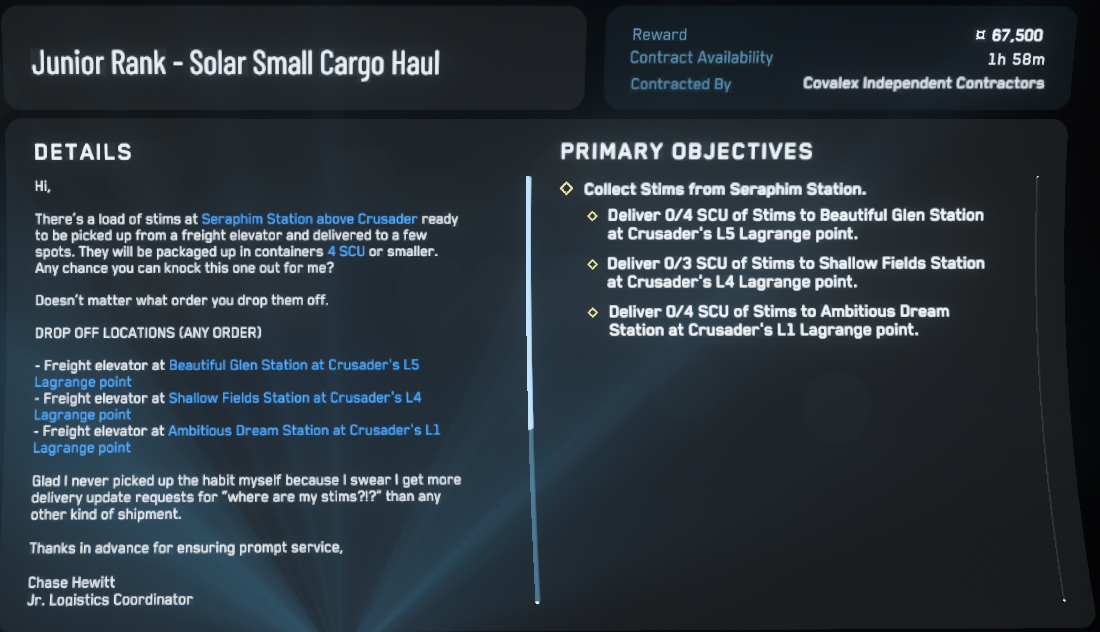 Junior Rank - Solar Small Cargo Haul
Reward ¤ 67,500
Contract Availability 1h 58m
Contracted By Covalex Independent Contractors
DETAILS
Hi,
There's a load of stims at Seraphim Station above Crusader ready
to be picked up from a freight elevator and delivered to a few
spots. They will be packaged up in containers 4 SCU or smaller.
Any chance you can knock this one out for me?
Doesn't matter what order you drop them off.
DROP OFF LOCATIONS (ANY ORDER)
- Freight elevator at Beautiful Glen Station at Crusader's L5
Lagrange point
- Freight elevator at Shallow Fields Station at Crusader's L4
Lagrange point
- Freight elevator at Ambitious Dream Station at Crusader's L1
Lagrange point
Glad I never picked up the habit myself because I swear I get more
delivery update requests for "where are my stims?!?" than any
other kind of shipment.
Thanks in advance for ensuring prompt service,
Chase Hewitt
Jr. Logistics Coordinator
PRIMARY OBJECTIVES
Collect Stims from Seraphim Station.
Deliver 0/4 SCU of Stims to Beautiful Glen Station
at Crusader's L5 Lagrange point.
Deliver 0/3 SCU of Stims to Shallow Fields Station
at Crusader's L4 Lagrange point.
Deliver 0/4 SCU of Stims to Ambitious Dream
Station at Crusader's L1 Lagrange point.